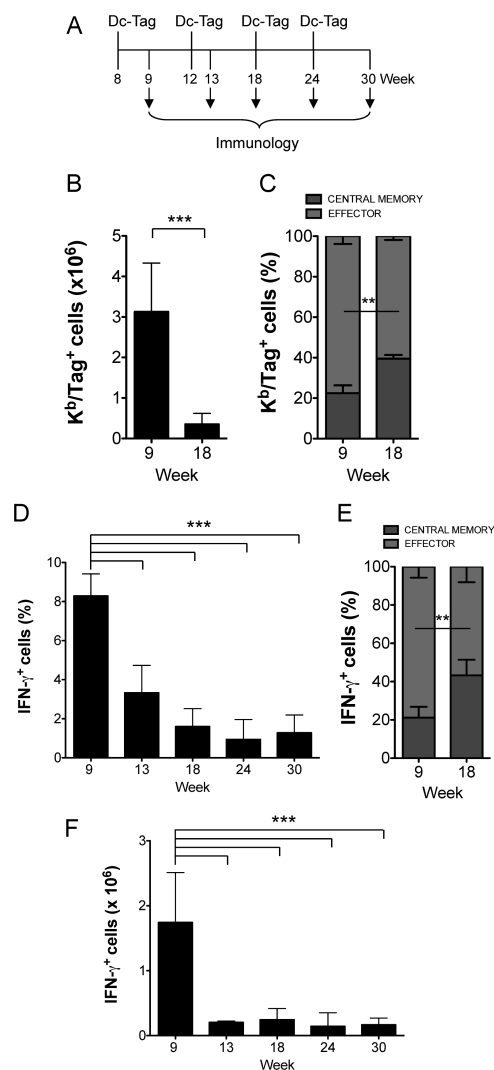 A
Dc-Tag Dc-Tag Dc-Tag Dc-Tag
8 9 12 13 18 24 30 Week
Immunology
B
***
K^b/Tag^+ cells (x10^6)
5
4
3
2
1
0
9 18
Week
C
CENTRAL MEMORY
EFFECTOR
K^b/Tag^+ cells (%)
100
80
60
40
20
0
**
9 18
Week
D
***
IFN-γ^+ cells (%)
10
8
6
4
2
0
9 13 18 24 30
Week
E
CENTRAL MEMORY
EFFECTOR
IFN-γ^+ cells (%)
100
80
60
40
20
0
**
9 18
Week
F
***
IFN-γ^+ cells (x 10^6)
3
2
1
0
9 13 18 24 30
Week